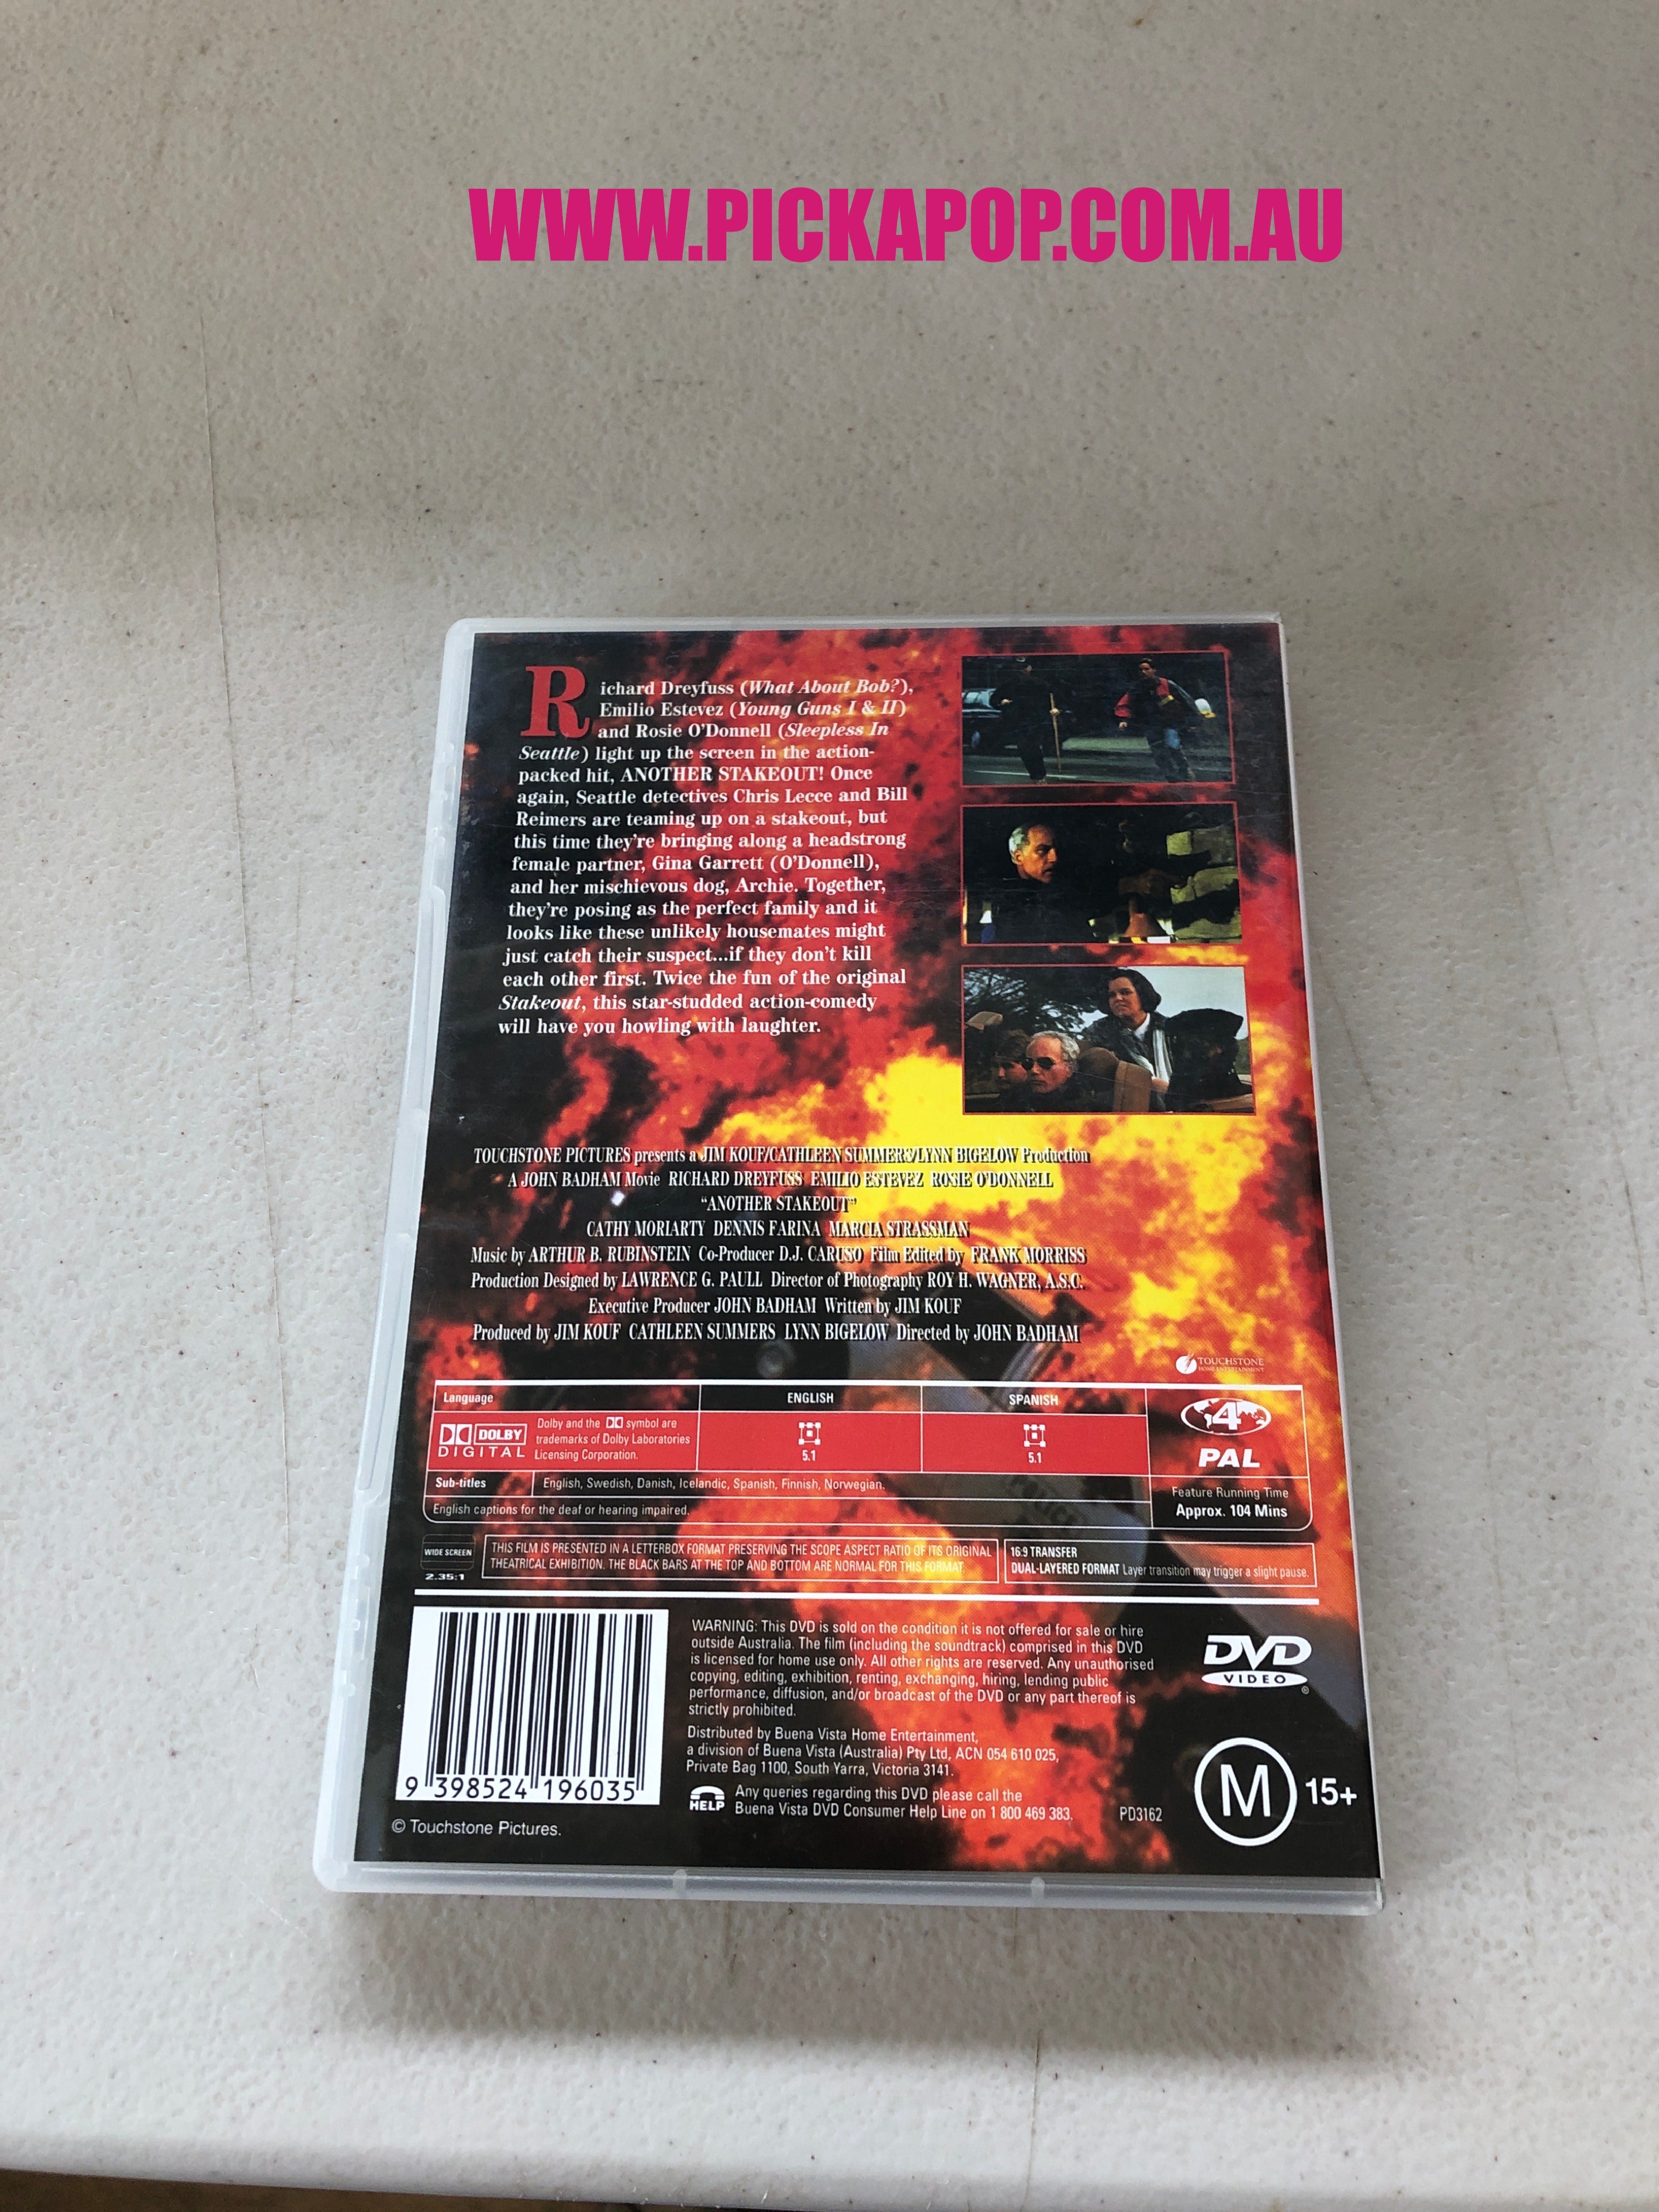 WWW.PICKAPOP.COM.AU
Richard Dreyfuss (What About Bob?),
Emilio Estevez (Young Guns I & II)
and Rosie O'Donnell (Sleepless In
Seattle) light up the screen in the action-
packed hit, ANOTHER STAKEOUT! Once
again, Seattle detectives Chris Lecce and Bill
Reimers are teaming up on a stakeout, but
this time they're bringing along a headstrong
female partner, Gina Garrett (O'Donnell),
and her mischievous dog, Archie. Together,
they're posing as the perfect family and it
looks like these unlikely housemates might
just catch their suspect...if they don't kill
each other first. Twice the fun of the original
Stakeout, this star-studded action-comedy
will have you howling with laughter.
TOUCHSTONE PICTURES presents a JIM KOUF/CATHLEEN SUMMERS/LYNN BIGELOW Production
A JOHN BADHAM Movie RICHARD DREYFUSS EMILIO ESTEVEZ ROSIE O'DONNELL
"ANOTHER STAKEOUT"
CATHY MORIARTY DENNIS FARINA MARCIA STRASSMAN
Music by ARTHUR B. RUBINSTEIN Co-Producer D.J. CARUSO Film Edited by FRANK MORRISS
Production Designed by LAWRENCE G. PAULL Director of Photography ROY H. WAGNER, A.S.C.
Executive Producer JOHN BADHAM Written by JIM KOUF
Produced by JIM KOUF CATHLEEN SUMMERS LYNN BIGELOW Directed by JOHN BADHAM
TOUCHSTONE
HOME ENTERTAINMENT
Language ENGLISH SPANISH
DOLBY
DIGITAL
Dolby and the symbol are
trademarks of Dolby Laboratories
Licensing Corporation.
5.1 5.1
4
PAL
Sub-titles English, Swedish, Danish, Icelandic, Spanish, Finnish, Norwegian.
English captions for the deaf or hearing impaired.
Feature Running Time
Approx. 104 Mins
WIDE SCREEN
2.35:1
THIS FILM IS PRESENTED IN A LETTERBOX FORMAT PRESERVING THE SCOPE ASPECT RATIO OF ITS ORIGINAL
THEATRICAL EXHIBITION. THE BLACK BARS AT THE TOP AND BOTTOM ARE NORMAL FOR THIS FORMAT.
16:9 TRANSFER
DUAL-LAYERED FORMAT Layer transition may trigger a slight pause.
WARNING: This DVD is sold on the condition it is not offered for sale or hire
outside Australia. The film (including the soundtrack) comprised in this DVD
is licensed for home use only. All other rights are reserved. Any unauthorised
copying, editing, exhibition, renting, exchanging, hiring, lending public
performance, diffusion, and/or broadcast of the DVD or any part thereof is
strictly prohibited.
Distributed by Buena Vista Home Entertainment,
a division of Buena Vista (Australia) Pty Ltd, ACN 054 610 025,
Private Bag 1100, South Yarra, Victoria 3141.
HELP
Any queries regarding this DVD please call the
Buena Vista DVD Consumer Help Line on 1 800 469 383.
PD3162
DVD
VIDEO
M 15+
9 398524 196035
© Touchstone Pictures.